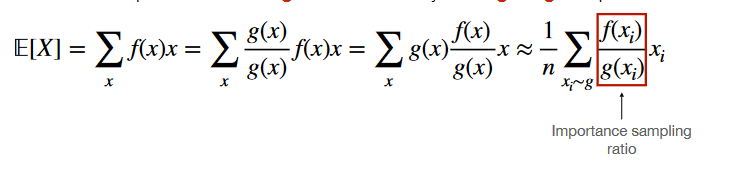 𝔼[X] = ∑_x f(x)x = ∑_x g(x)/g(x) f(x)x = ∑_x g(x) f(x)/g(x) x ≈ 1/n ∑_{x_i~g} f(x_i)/g(x_i) x_i
Importance sampling
ratio